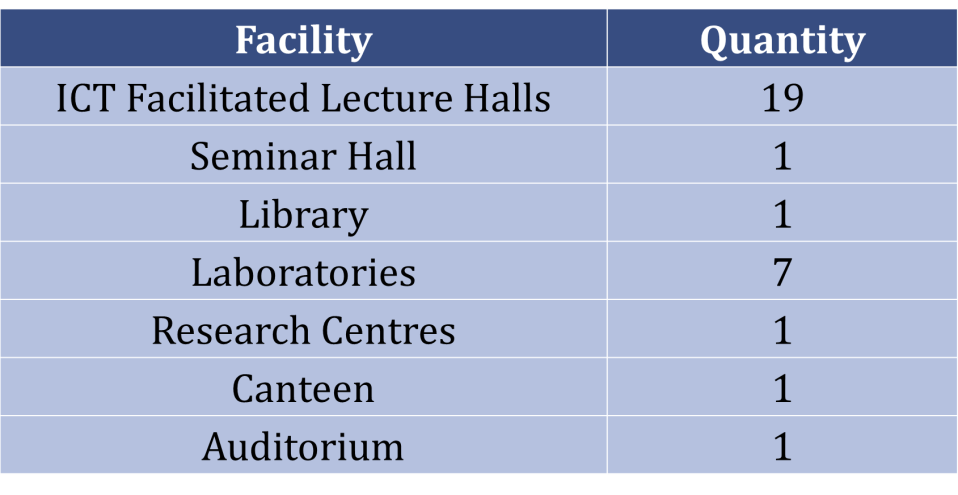 Facility Quantity
ICT Facilitated Lecture Halls 19
Seminar Hall 1
Library 1
Laboratories 7
Research Centres 1
Canteen 1
Auditorium 1